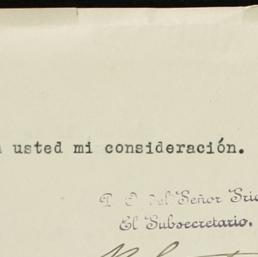 usted mi consideración.
P. O. del Señor
El Subsecretario.